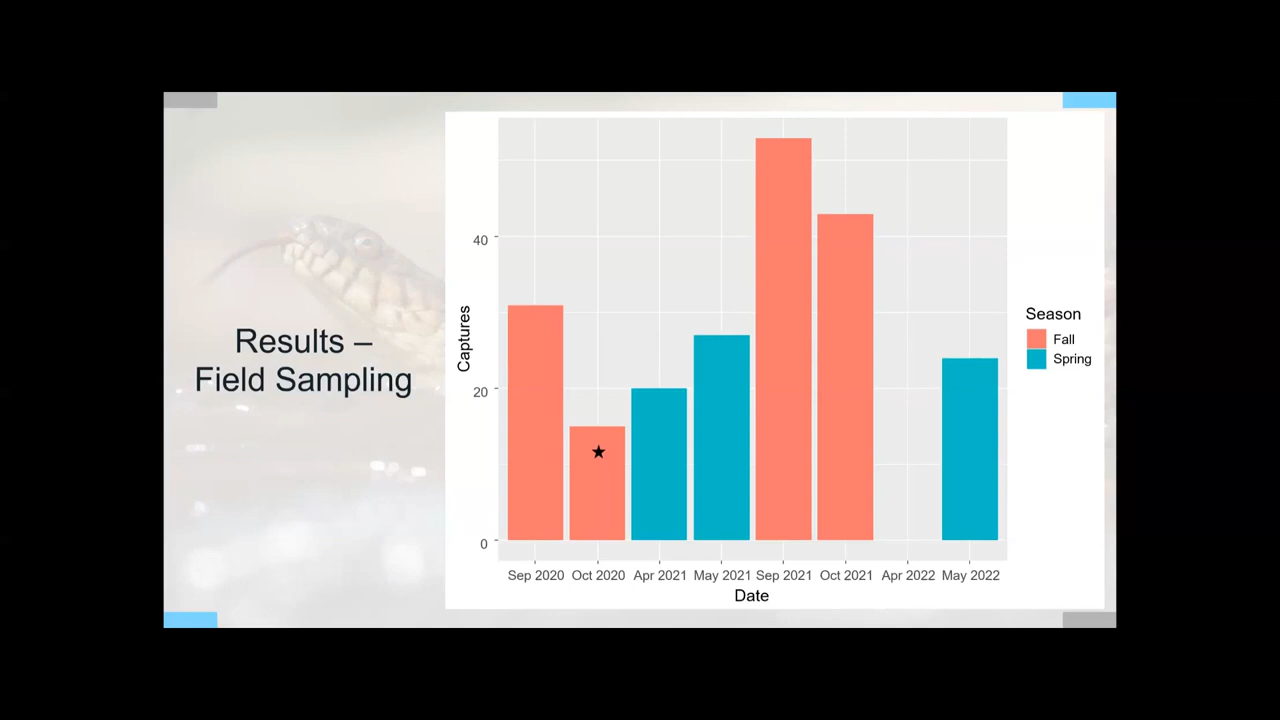 Results –
Field Sampling
Captures
40
20
0
Sep 2020 Oct 2020 Apr 2021 May 2021 Sep 2021 Oct 2021 Apr 2022 May 2022
Date
Season
Fall
Spring